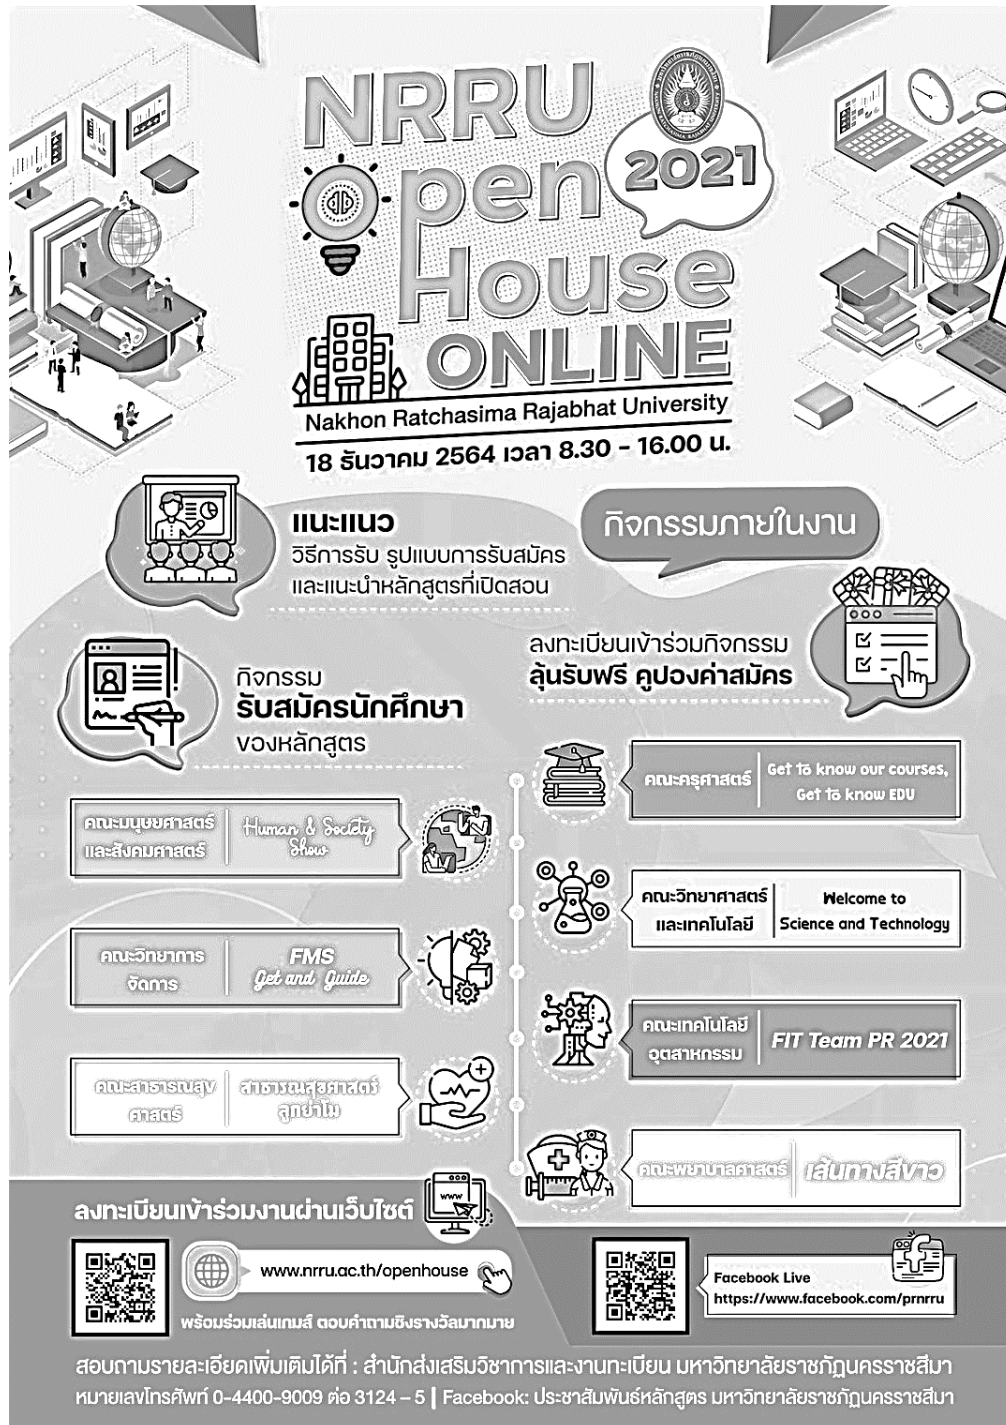 NRRU
Open
2021
House
ONLINE
Nakhon Ratchasima Rajabhat University
18 ธันวาคม 2564 เวลา 8.30 - 16.00 น.
แนะแนว
วิธีการรับ รูปแบบการรับสมัคร
และแนะนำหลักสูตรที่เปิดสอน
กิจกรรมภายในงาน
กิจกรรม
รับสมัครนักศึกษา
ของหลักสูตร
ลงทะเบียนเข้าร่วมกิจกรรม
ลุ้นรับฟรี คูปองค่าสมัคร
คณะมนุษยศาสตร์
และสังคมศาสตร์
Human & Society
Show
คณะวิทยาการ
จัดการ
FMS
Get and Guide
คณะสาธารณสุข
ศาสตร์
สาธารณสุขศาสตร์
ลูกย่าโม
คณะครุศาสตร์
Get to know our courses,
Get to know EDU
คณะวิทยาศาสตร์
และเทคโนโลยี
Welcome to
Science and Technology
คณะเทคโนโลยี
อุตสาหกรรม
FIT Team PR 2021
คณะพยาบาลศาสตร์
เส้นทางสีขาว
ลงทะเบียนเข้าร่วมงานผ่านเว็บไซต์
www
www.nrru.ac.th/openhouse
พร้อมร่วมเล่นเกมส์ ตอบคำถามชิงรางวัลมากมาย
Facebook Live
https://www.facebook.com/prnrru
สอบถามรายละเอียดเพิ่มเติมได้ที่ : สำนักส่งเสริมวิชาการและงานทะเบียน มหาวิทยาลัยราชภัฏนครราชสีมา
หมายเลขโทรศัพท์ 0-4400-9009 ต่อ 3124 – 5 | Facebook: ประชาสัมพันธ์หลักสูตร มหาวิทยาลัยราชภัฏนครราชสีมา